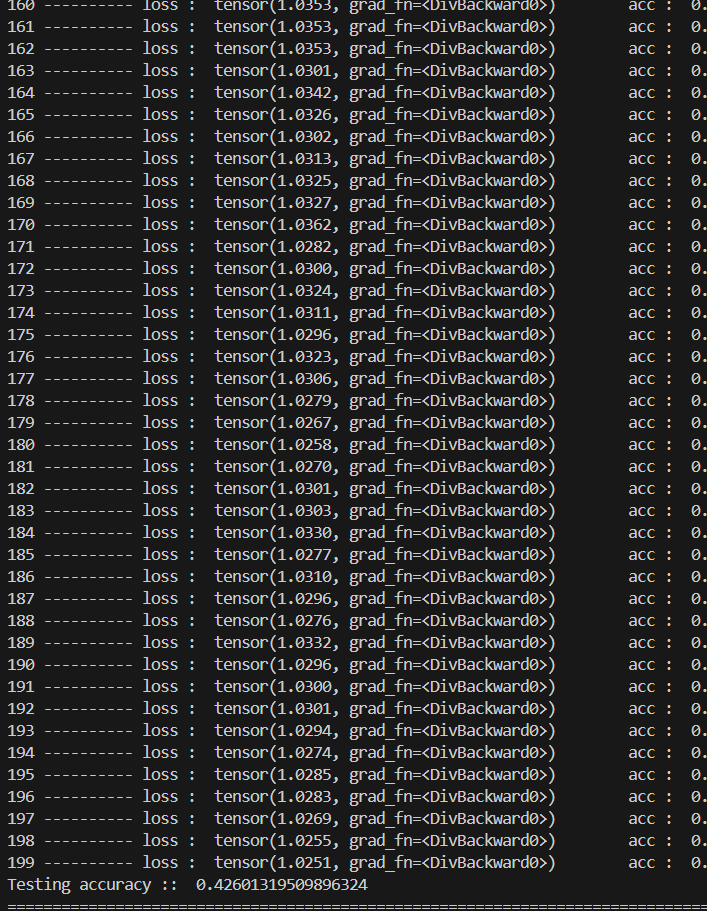 160 ---------- loss :  tensor(1.0353, grad_fn=<DivBackward0>)        acc :  0.
161 ---------- loss :  tensor(1.0353, grad_fn=<DivBackward0>)        acc :  0.
162 ---------- loss :  tensor(1.0353, grad_fn=<DivBackward0>)        acc :  0.
163 ---------- loss :  tensor(1.0301, grad_fn=<DivBackward0>)        acc :  0.
164 ---------- loss :  tensor(1.0342, grad_fn=<DivBackward0>)        acc :  0.
165 ---------- loss :  tensor(1.0326, grad_fn=<DivBackward0>)        acc :  0.
166 ---------- loss :  tensor(1.0302, grad_fn=<DivBackward0>)        acc :  0.
167 ---------- loss :  tensor(1.0313, grad_fn=<DivBackward0>)        acc :  0.
168 ---------- loss :  tensor(1.0325, grad_fn=<DivBackward0>)        acc :  0.
169 ---------- loss :  tensor(1.0327, grad_fn=<DivBackward0>)        acc :  0.
170 ---------- loss :  tensor(1.0362, grad_fn=<DivBackward0>)        acc :  0.
171 ---------- loss :  tensor(1.0282, grad_fn=<DivBackward0>)        acc :  0.
172 ---------- loss :  tensor(1.0300, grad_fn=<DivBackward0>)        acc :  0.
173 ---------- loss :  tensor(1.0324, grad_fn=<DivBackward0>)        acc :  0.
174 ---------- loss :  tensor(1.0311, grad_fn=<DivBackward0>)        acc :  0.
175 ---------- loss :  tensor(1.0296, grad_fn=<DivBackward0>)        acc :  0.
176 ---------- loss :  tensor(1.0323, grad_fn=<DivBackward0>)        acc :  0.
177 ---------- loss :  tensor(1.0306, grad_fn=<DivBackward0>)        acc :  0.
178 ---------- loss :  tensor(1.0279, grad_fn=<DivBackward0>)        acc :  0.
179 ---------- loss :  tensor(1.0267, grad_fn=<DivBackward0>)        acc :  0.
180 ---------- loss :  tensor(1.0258, grad_fn=<DivBackward0>)        acc :  0.
181 ---------- loss :  tensor(1.0270, grad_fn=<DivBackward0>)        acc :  0.
182 ---------- loss :  tensor(1.0301, grad_fn=<DivBackward0>)        acc :  0.
183 ---------- loss :  tensor(1.0303, grad_fn=<DivBackward0>)        acc :  0.
184 ---------- loss :  tensor(1.0330, grad_fn=<DivBackward0>)        acc :  0.
185 ---------- loss :  tensor(1.0277, grad_fn=<DivBackward0>)        acc :  0.
186 ---------- loss :  tensor(1.0310, grad_fn=<DivBackward0>)        acc :  0.
187 ---------- loss :  tensor(1.0296, grad_fn=<DivBackward0>)        acc :  0.
188 ---------- loss :  tensor(1.0276, grad_fn=<DivBackward0>)        acc :  0.
189 ---------- loss :  tensor(1.0332, grad_fn=<DivBackward0>)        acc :  0.
190 ---------- loss :  tensor(1.0296, grad_fn=<DivBackward0>)        acc :  0.
191 ---------- loss :  tensor(1.0300, grad_fn=<DivBackward0>)        acc :  0.
192 ---------- loss :  tensor(1.0301, grad_fn=<DivBackward0>)        acc :  0.
193 ---------- loss :  tensor(1.0294, grad_fn=<DivBackward0>)        acc :  0.
194 ---------- loss :  tensor(1.0274, grad_fn=<DivBackward0>)        acc :  0.
195 ---------- loss :  tensor(1.0285, grad_fn=<DivBackward0>)        acc :  0.
196 ---------- loss :  tensor(1.0283, grad_fn=<DivBackward0>)        acc :  0.
197 ---------- loss :  tensor(1.0269, grad_fn=<DivBackward0>)        acc :  0.
198 ---------- loss :  tensor(1.0255, grad_fn=<DivBackward0>)        acc :  0.
199 ---------- loss :  tensor(1.0251, grad_fn=<DivBackward0>)        acc :  0.
Testing accuracy ::  0.42601319509896324
==============================================================================